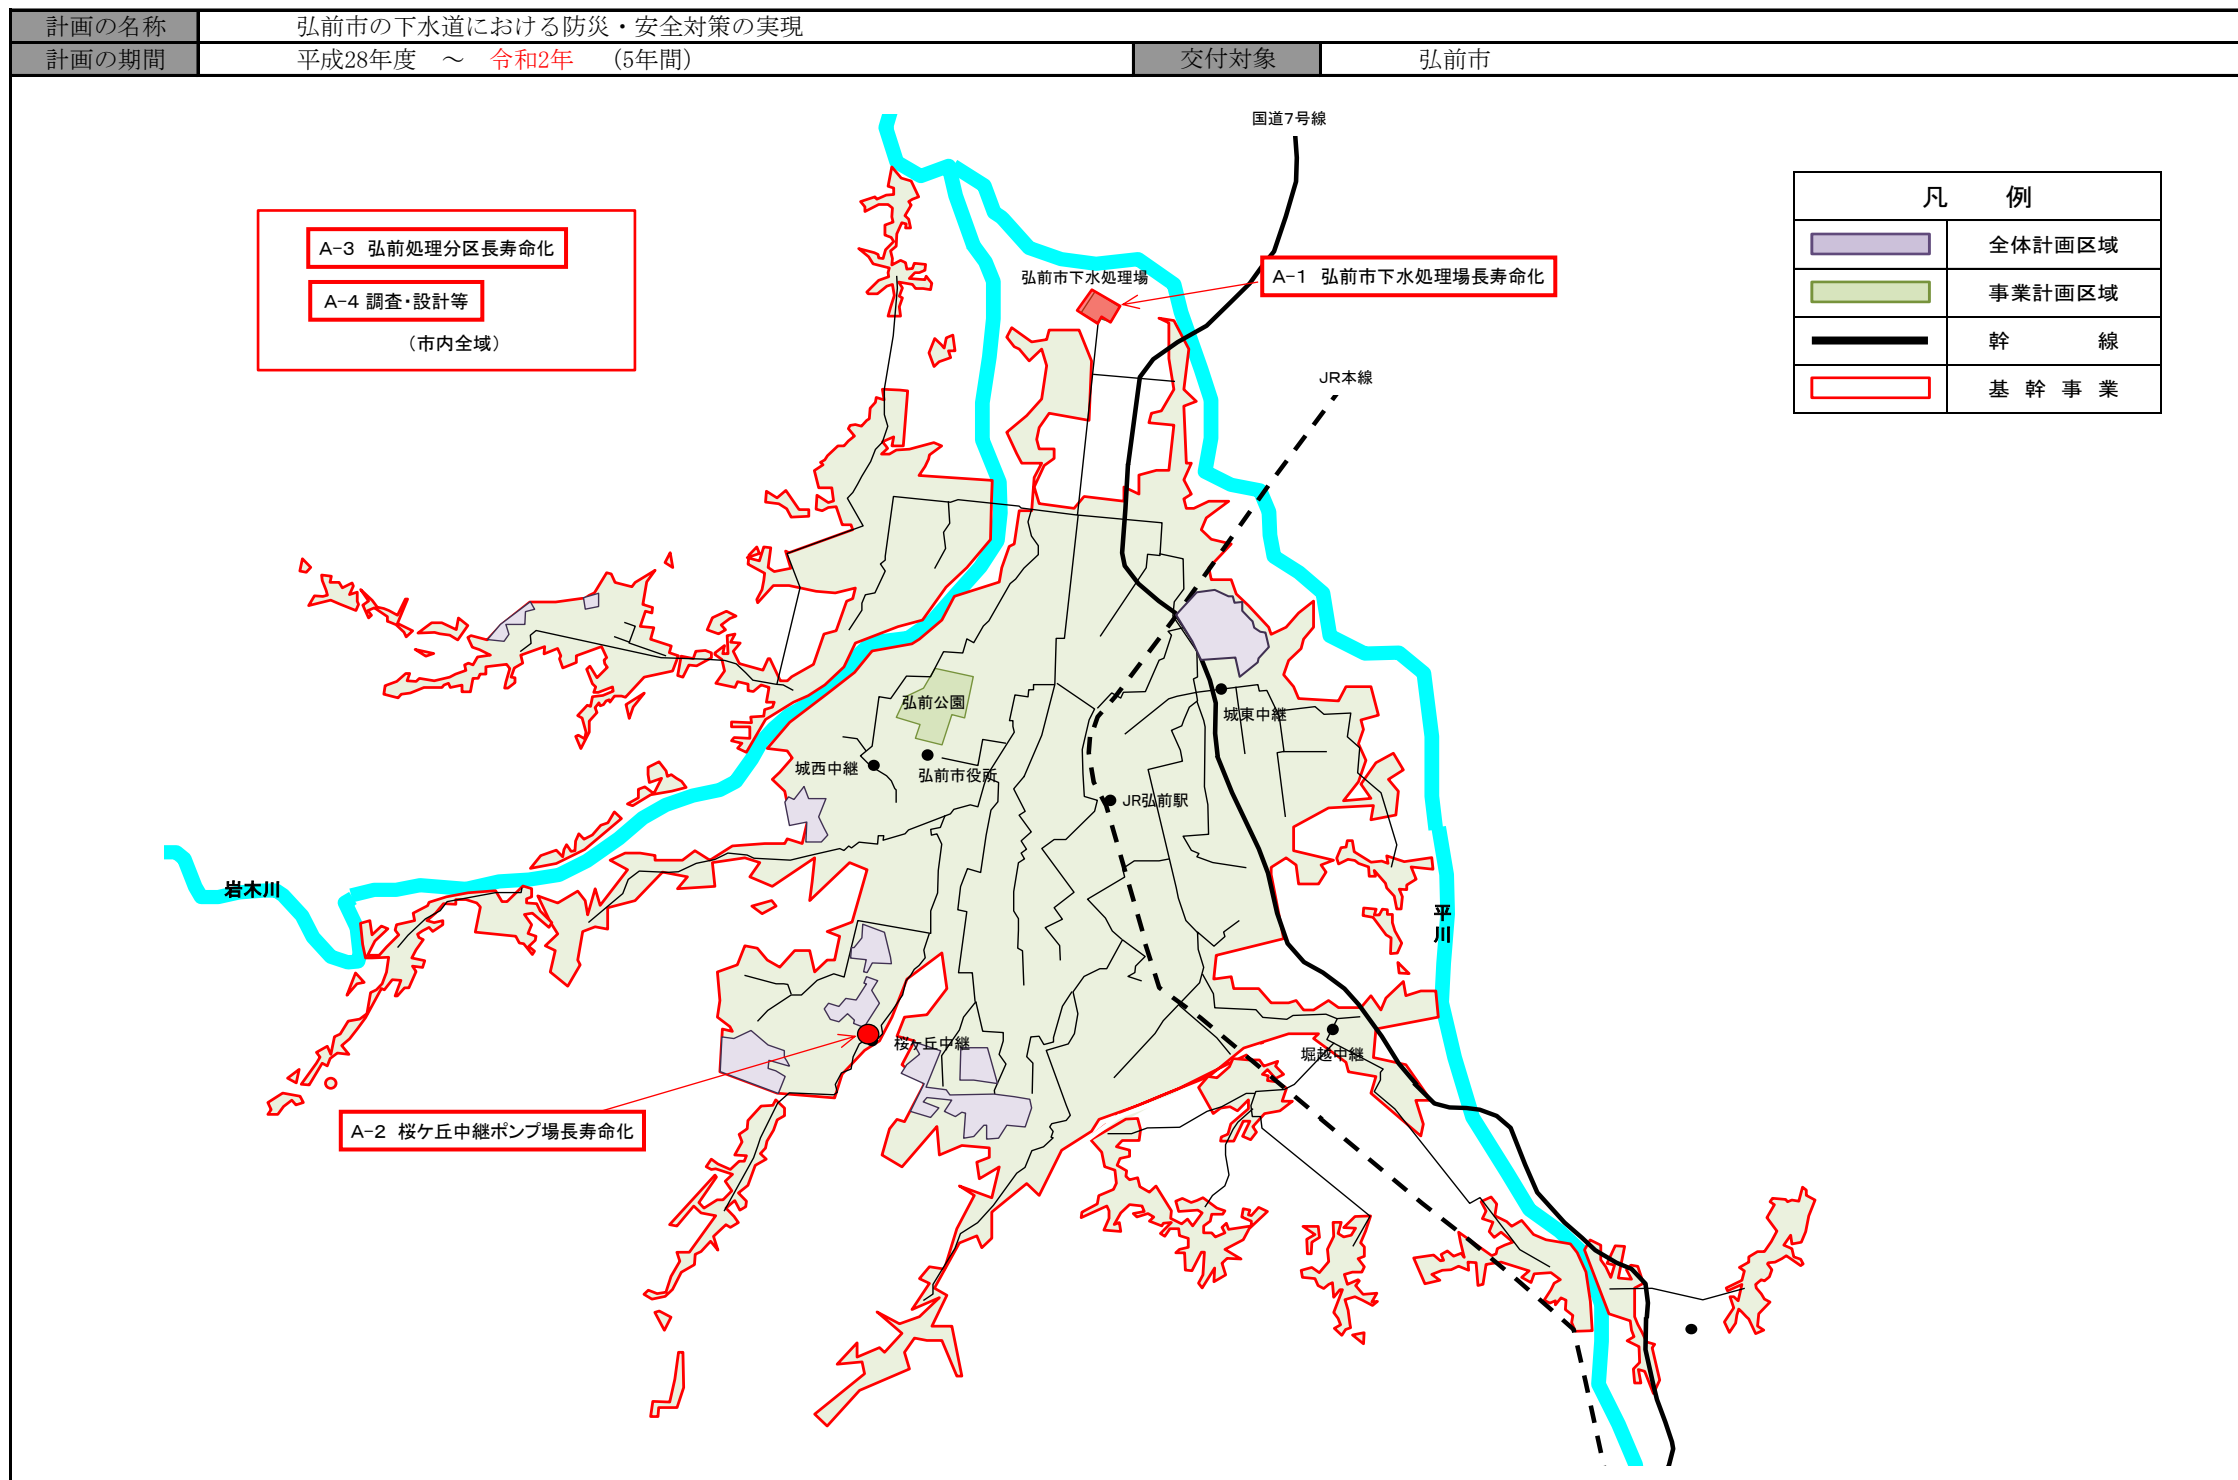 計画の名称 弘前市の下水道における防災・安全対策の実現
計画の期間 平成28年度 ～ 令和2年 （5年間） 交付対象 弘前市
国道7号線
凡 例
全体計画区域
事業計画区域
幹 線
基 幹 事 業
A-3 弘前処理分区長寿命化
A-4 調査・設計等
（市内全域）
弘前市下水処理場
A-1 弘前市下水処理場長寿命化
JR本線
弘前公園
城東中継
城西中継
弘前市役所
JR弘前駅
岩木川
平川
桜ヶ丘中継
堀越中継
A-2 桜ケ丘中継ポンプ場長寿命化